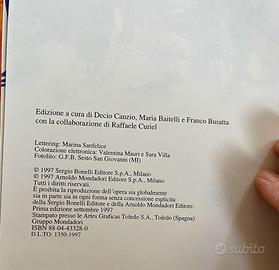 Edizione a cura di Decio Canzio, Maria Baitelli e Franco Busatta
con la collaborazione di Raffaele Curiel
Lettering: Marina Sanfelice
Colorazione elettronica: Valentina Mauri e Sara Villa
Fotolito: G.F.B. Sesto San Giovanni (MI)
© 1997 Sergio Bonelli Editore S.P.A., Milano
© 1997 Arnoldo Mondadori Editore S.P.A., Milano
Tutti i diritti riservati.
È proibita la riproduzione dell'opera sia globalmente
sia in parte sia in ogni forma senza concessione esplicita
della Sergio Bonelli Editore e della Arnoldo Mondadori Editore.
Prima edizione settembre 1997
Stampato presso le Artes Graficas Toledo S.A., Toledo (Spagna)
Gruppo Mondadori
ISBN 88-04-43328-0
D.L.TO: 1350-1997
subito